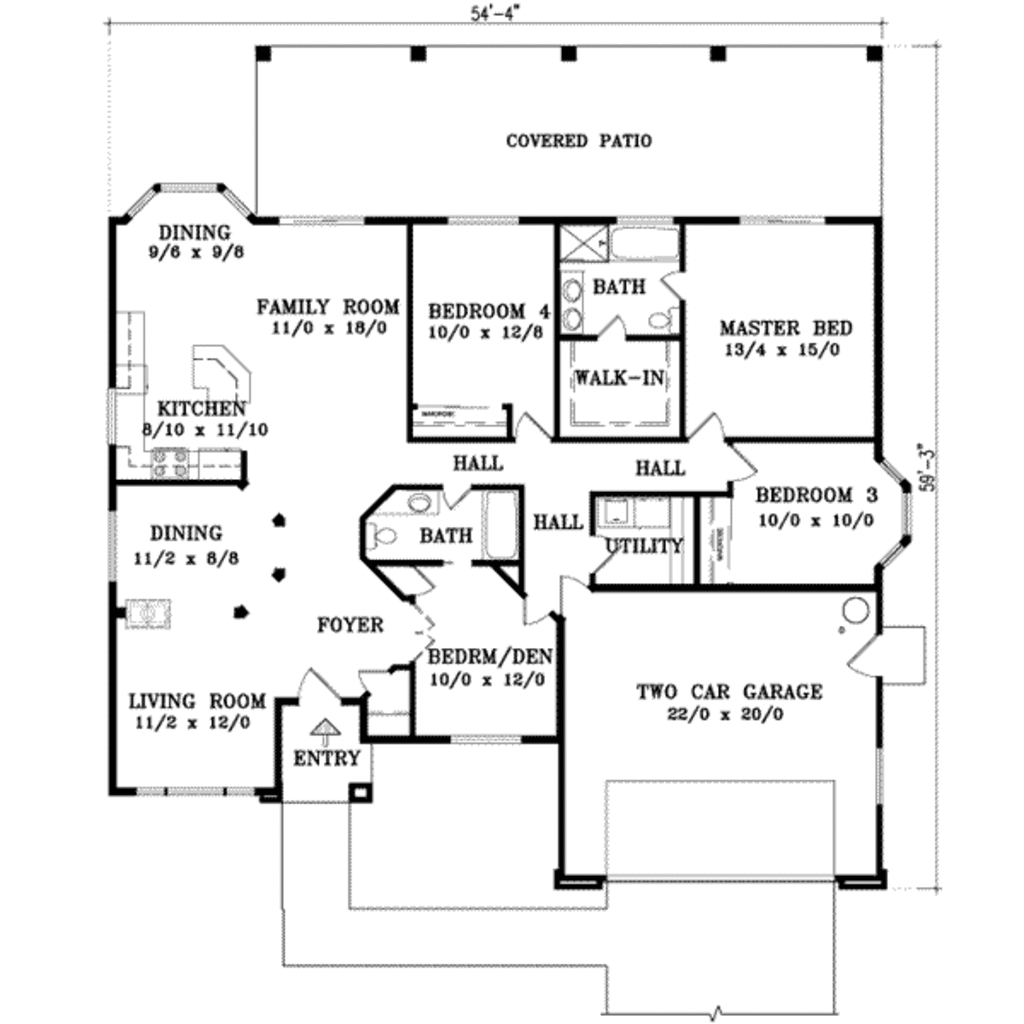 54'-4"
COVERED PATIO
DINING
9/6 x 9/8
FAMILY ROOM
11/0 x 18/0
BEDROOM 4
10/0 x 12/8
BATH
MASTER BED
13/4 x 15/0
WALK-IN
KITCHEN
8/10 x 11/10
WARDROBE
HALL
HALL
59'-3"
BEDROOM 3
10/0 x 10/0
DINING
11/2 x 8/8
BATH
HALL
UTILITY
FOYER
BEDRM/DEN
10/0 x 12/0
LIVING ROOM
11/2 x 12/0
TWO CAR GARAGE
22/0 x 20/0
ENTRY